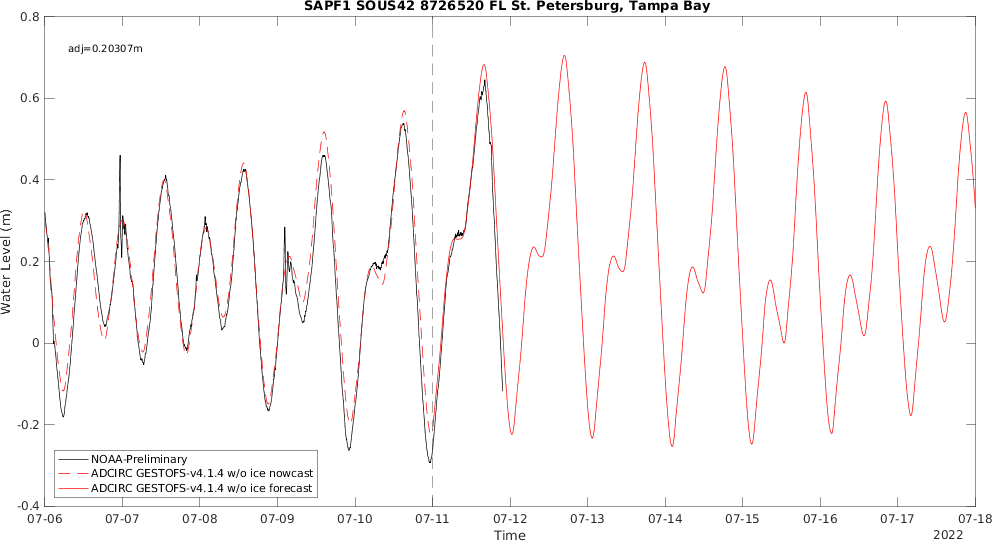 SAPF1 SOUS42 8726520 FL St. Petersburg, Tampa Bay
0.8
adj=0.20307m
0.6
0.4
0.2
0
-0.2
-0.4
Water Level (m)
NOAA-Preliminary
ADCIRC GESTOFS-v4.1.4 w/o ice nowcast
ADCIRC GESTOFS-v4.1.4 w/o ice forecast
07-06 07-07 07-08 07-09 07-10 07-11 07-12 07-13 07-14 07-15 07-16 07-17 07-18
Time
2022